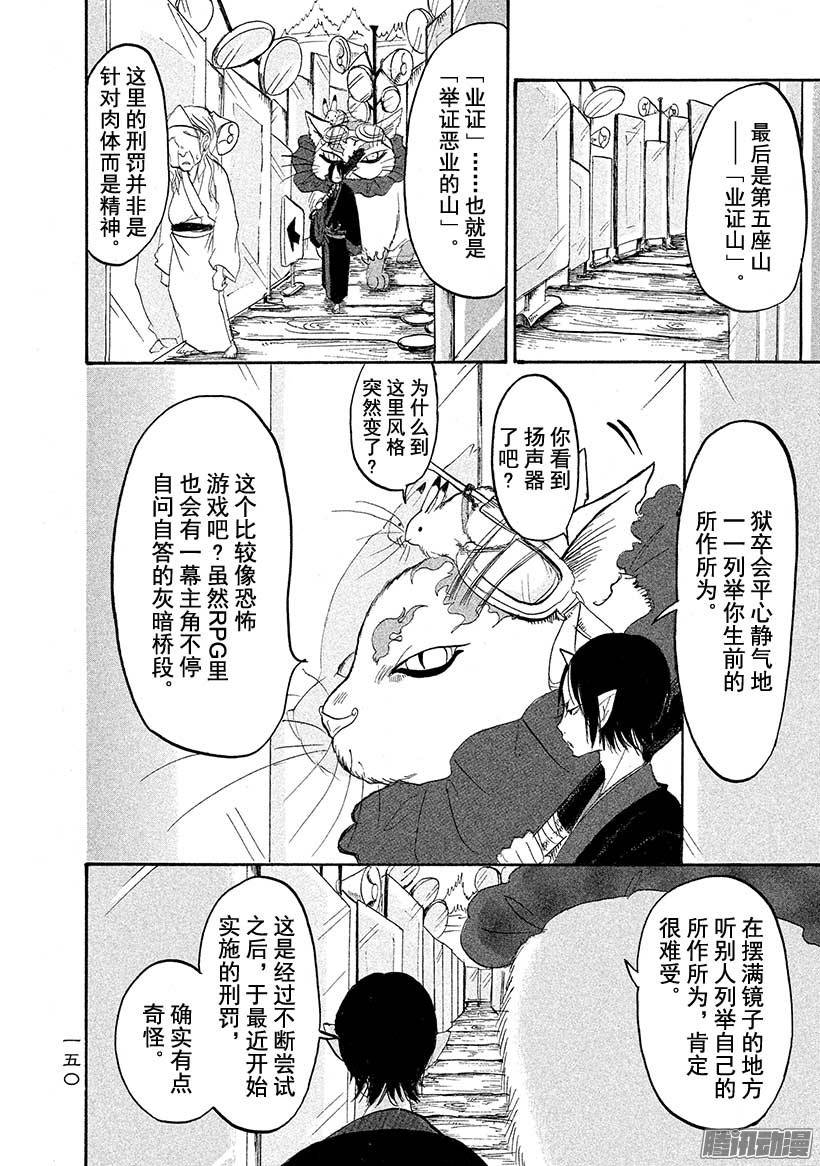 最后是第五座山
——「业证山」。
「业证」……也就是
「举证恶业的山」。
这里的刑罚并非是
针对肉体而是精神。
狱卒会平心静气地
一一列举你生前的
所作所为。
你看到
扬声器
了吧？
为什么到
这里风格
突然变了？
这个比较像恐怖
游戏吧？虽然RPG里
也会有一幕主角不停
自问自答的灰暗桥段。
在摆满镜子的地方
听别人列举自己的
所作所为，肯定
很难受。
这是经过不断尝试
之后，于最近开始
实施的刑罚，
确实有点
奇怪。
一五〇
腾讯动漫